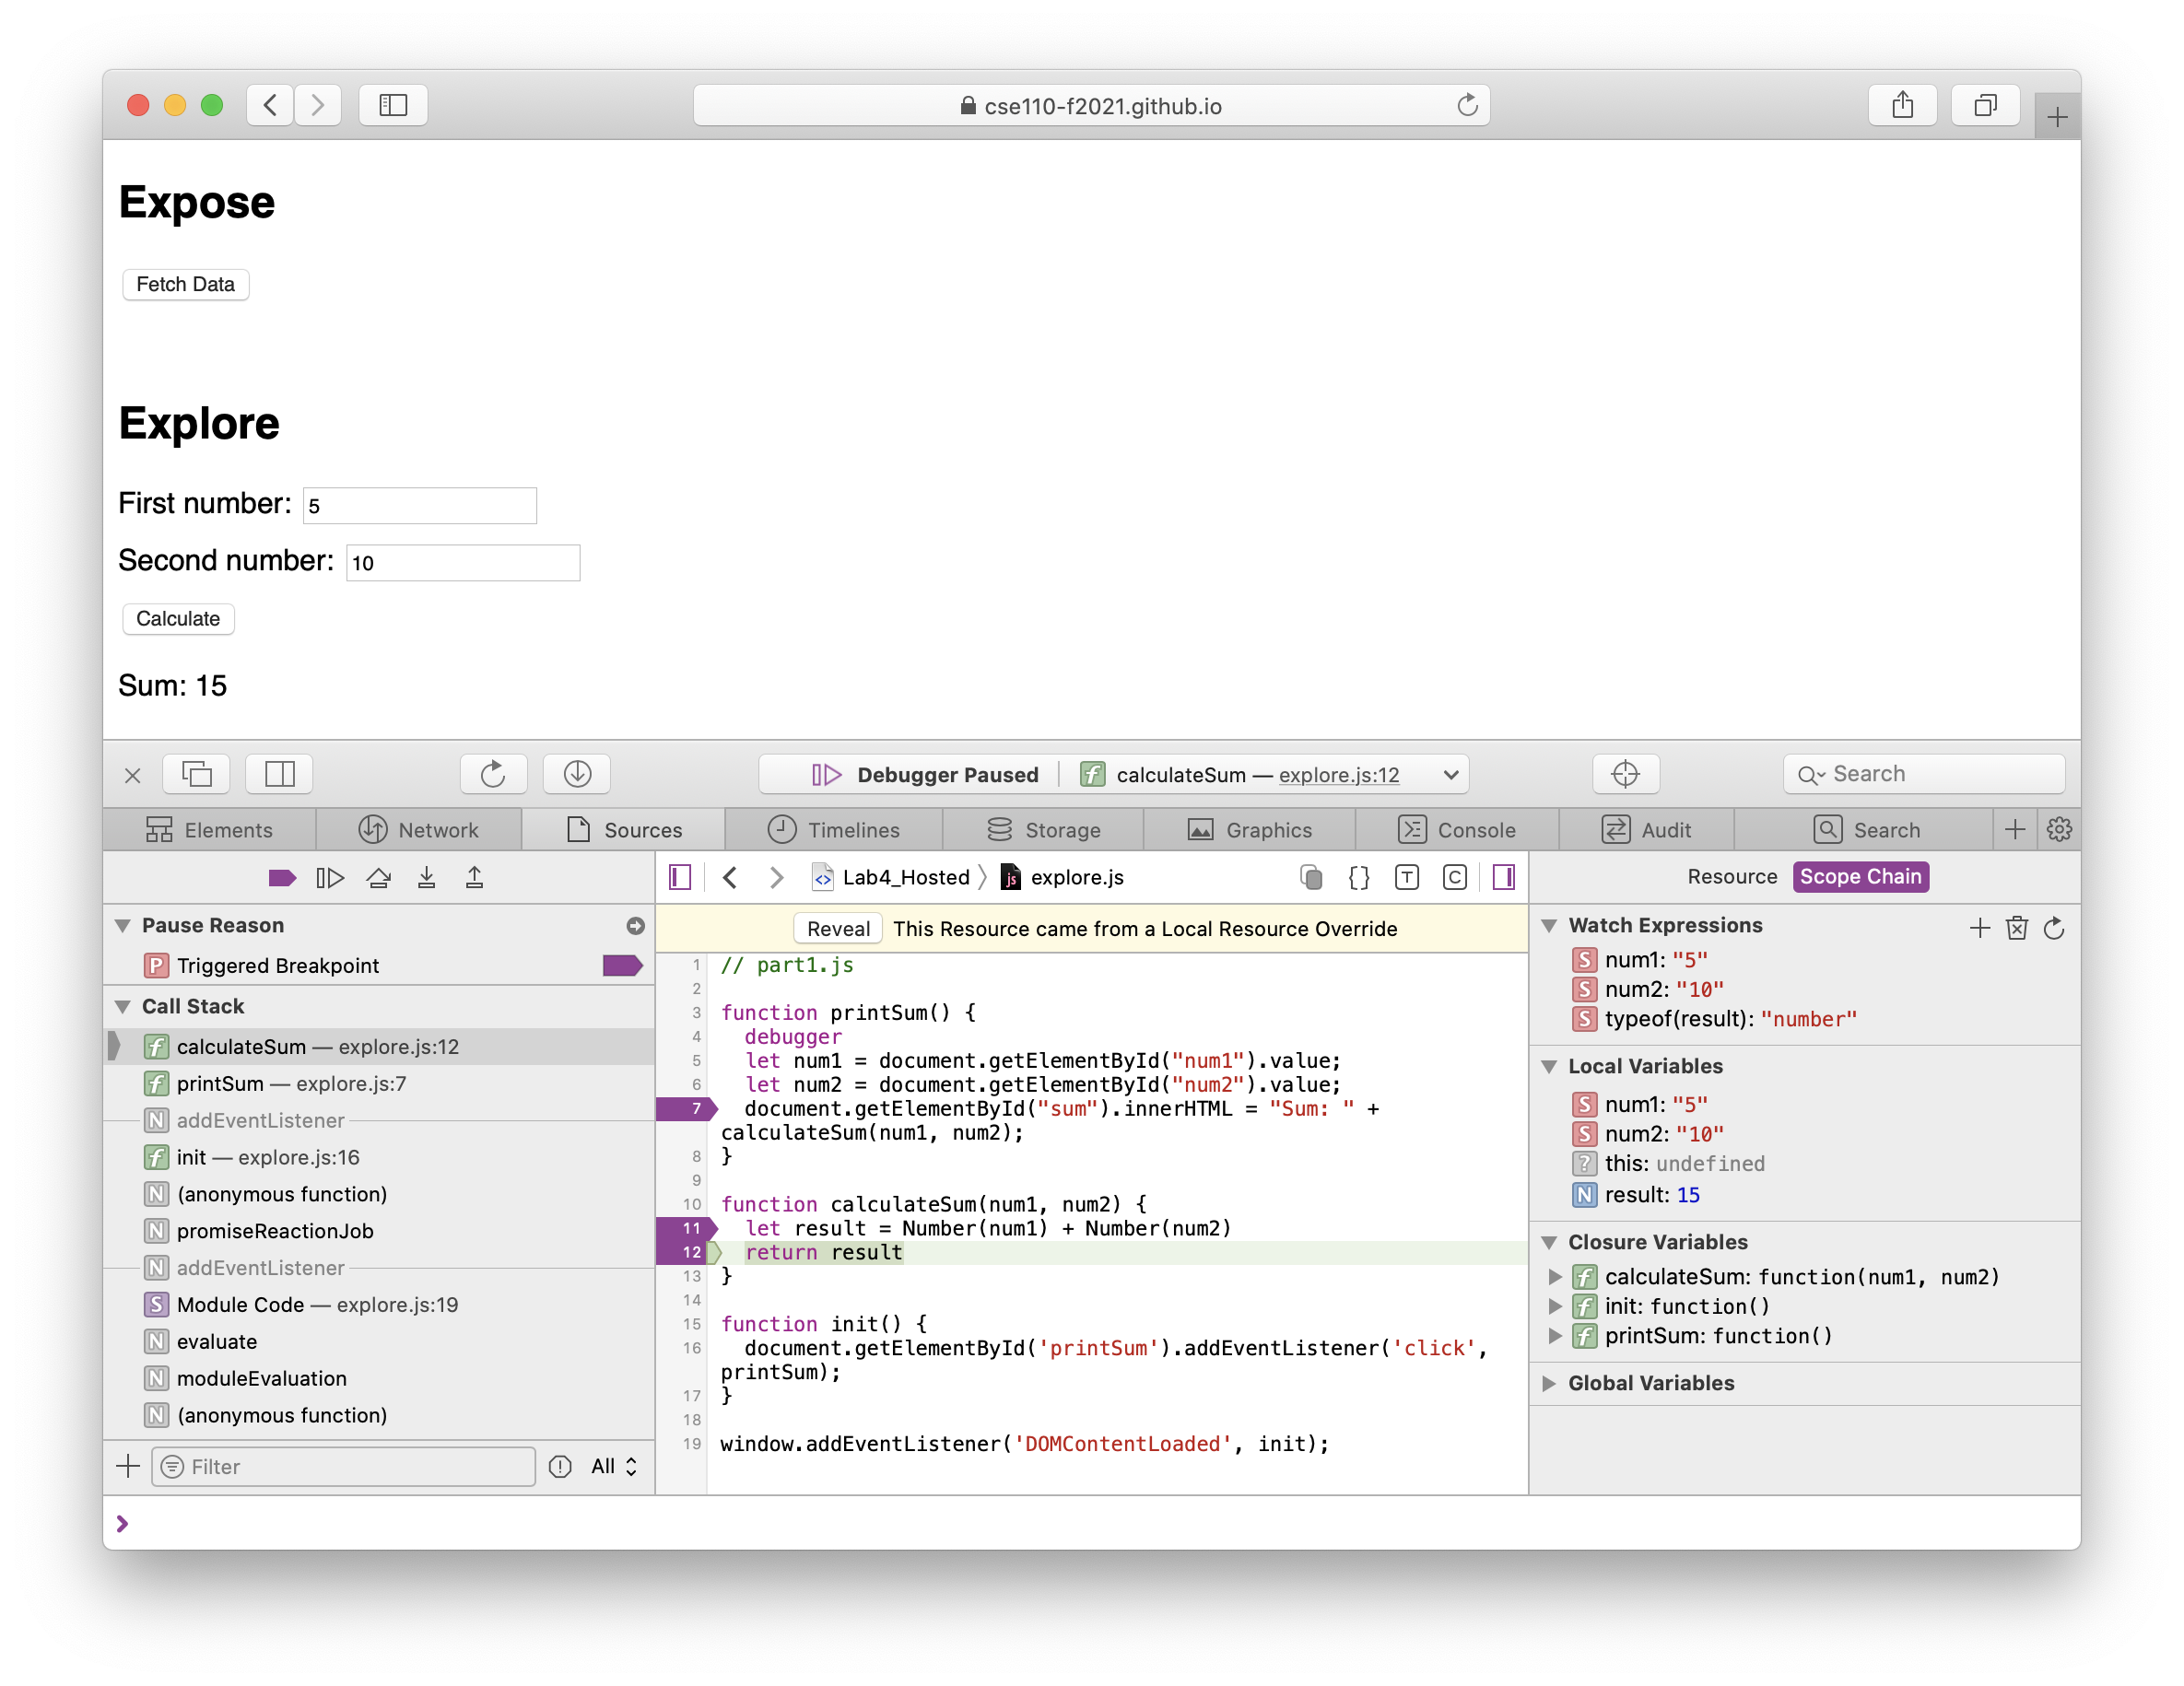 cse110-f2021.github.io
Expose
Fetch Data
Explore
First number: 5
Second number: 10
Calculate
Sum: 15
Debugger Paused
f calculateSum — explore.js:12
Search
Elements
Network
Sources
Timelines
Storage
Graphics
Console
Audit
Search
Pause Reason
P Triggered Breakpoint
Call Stack
f calculateSum — explore.js:12
f printSum — explore.js:7
N addEventListener
f init — explore.js:16
N (anonymous function)
N promiseReactionJob
N addEventListener
S Module Code — explore.js:19
N evaluate
N moduleEvaluation
N (anonymous function)
Filter
All
Lab4_Hosted
js explore.js
{} T C
Reveal This Resource came from a Local Resource Override
1 // part1.js
2
3 function printSum() {
4 debugger
5 let num1 = document.getElementById("num1").value;
6 let num2 = document.getElementById("num2").value;
7 document.getElementById("sum").innerHTML = "Sum: " +
calculateSum(num1, num2);
8 }
9
10 function calculateSum(num1, num2) {
11 let result = Number(num1) + Number(num2)
12 return result
13 }
14
15 function init() {
16 document.getElementById('printSum').addEventListener('click',
printSum);
17 }
18
19 window.addEventListener('DOMContentLoaded', init);
Resource Scope Chain
Watch Expressions
S num1: "5"
S num2: "10"
S typeof(result): "number"
Local Variables
S num1: "5"
S num2: "10"
? this: undefined
N result: 15
Closure Variables
f calculateSum: function(num1, num2)
f init: function()
f printSum: function()
Global Variables